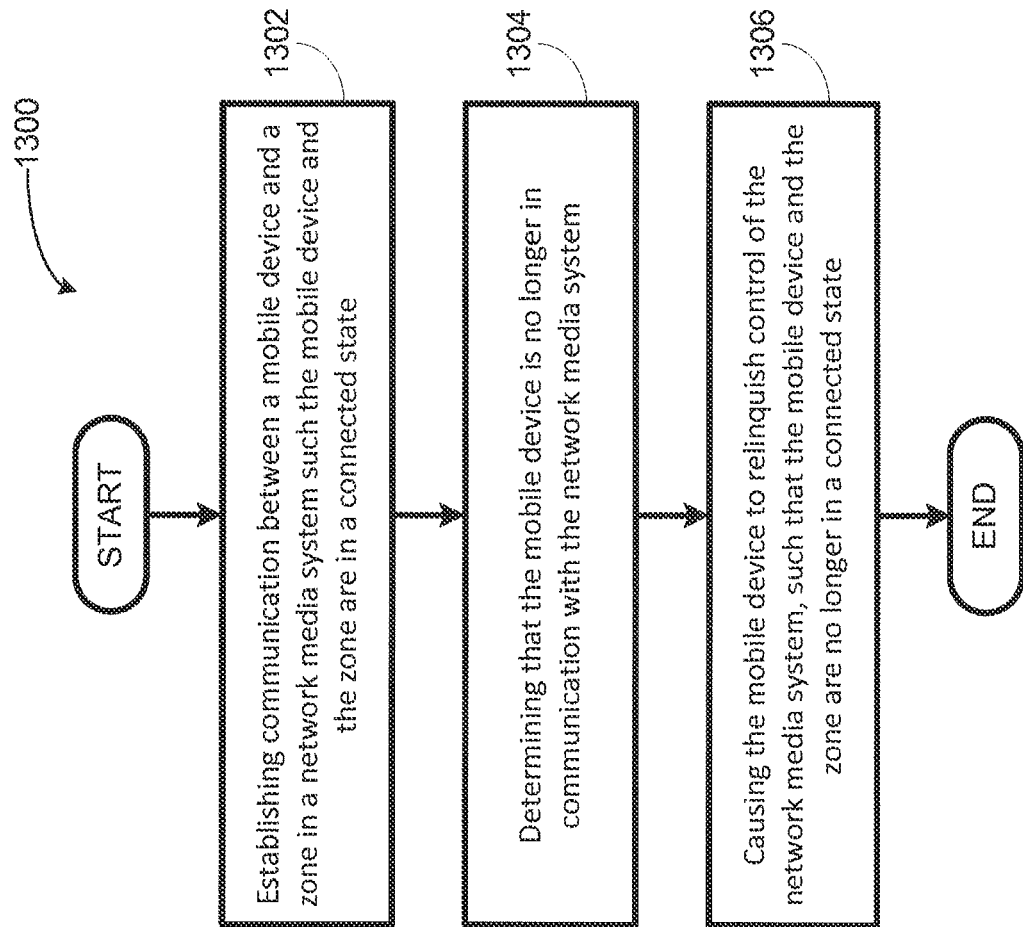 1300
START
1302
Establishing communication between a mobile device and a
zone in a network media system such the mobile device and
the zone are in a connected state
1304
Determining that the mobile device is no longer in
communication with the network media system
1306
Causing the mobile device to relinquish control of the
network media system, such that the mobile device and the
zone are no longer in a connected state
END